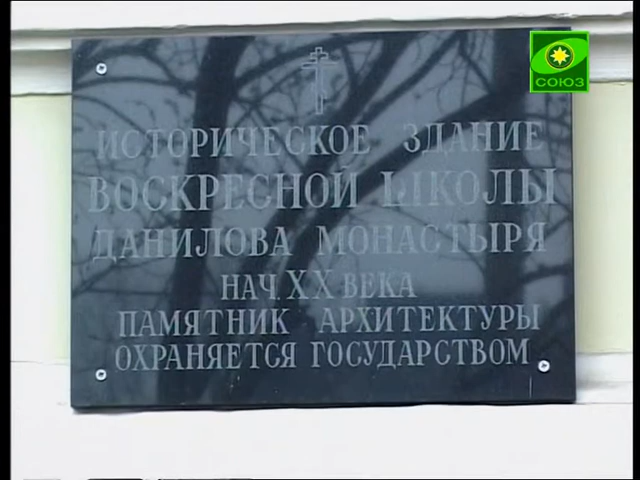 СОЮЗ
ИСТОРИЧЕСКОЕ ЗДАНИЕ
ВОСКРЕСНОЙ ШКОЛЫ
ДАНИЛОВА МОНАСТЫРЯ
НАЧ. XX ВЕКА
ПАМЯТНИК АРХИТЕКТУРЫ
ОХРАНЯЕТСЯ ГОСУДАРСТВОМ